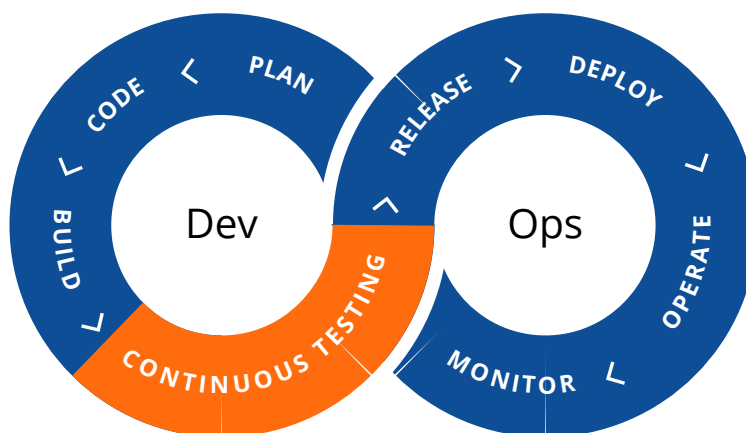 PLAN
CODE
BUILD
CONTINUOUS TESTING
RELEASE
DEPLOY
OPERATE
MONITOR
Dev
Ops